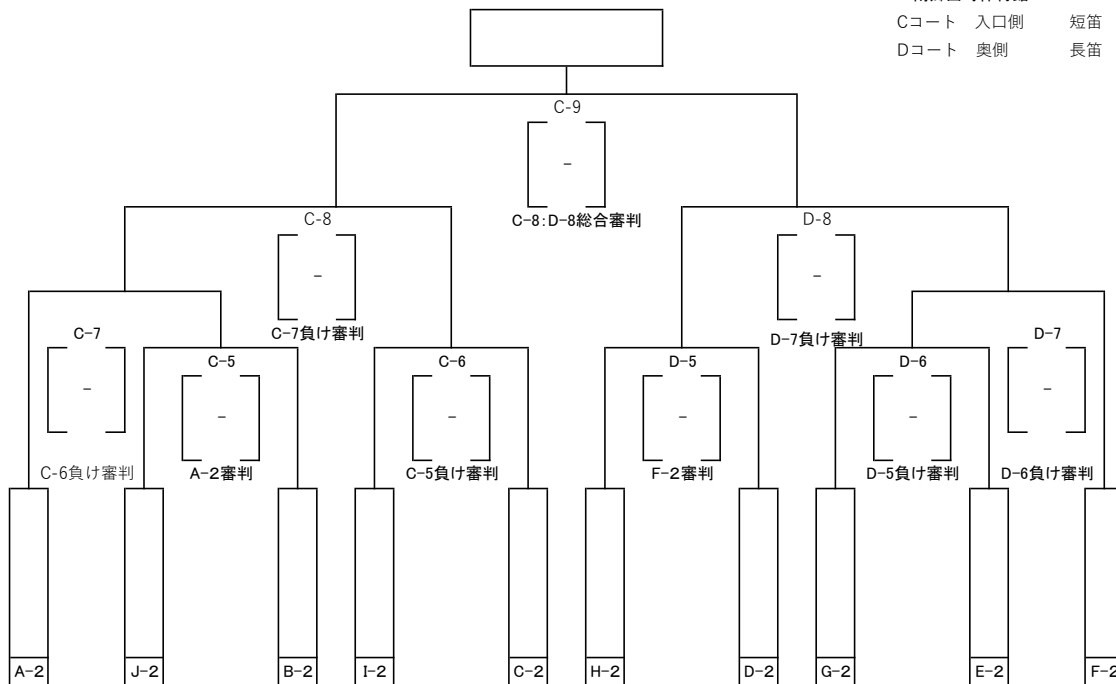 Cコート 入口側 短笛
Dコート 奥側 長笛
C-9
-
C-8:D-8総合審判
C-8
-
C-7負け審判
D-8
-
D-7負け審判
C-7
-
C-6負け審判
C-5
-
A-2審判
C-6
-
C-5負け審判
D-5
-
F-2審判
D-6
-
D-5負け審判
D-7
-
D-6負け審判
A-2 J-2 B-2 I-2 C-2 H-2 D-2 G-2 E-2 F-2